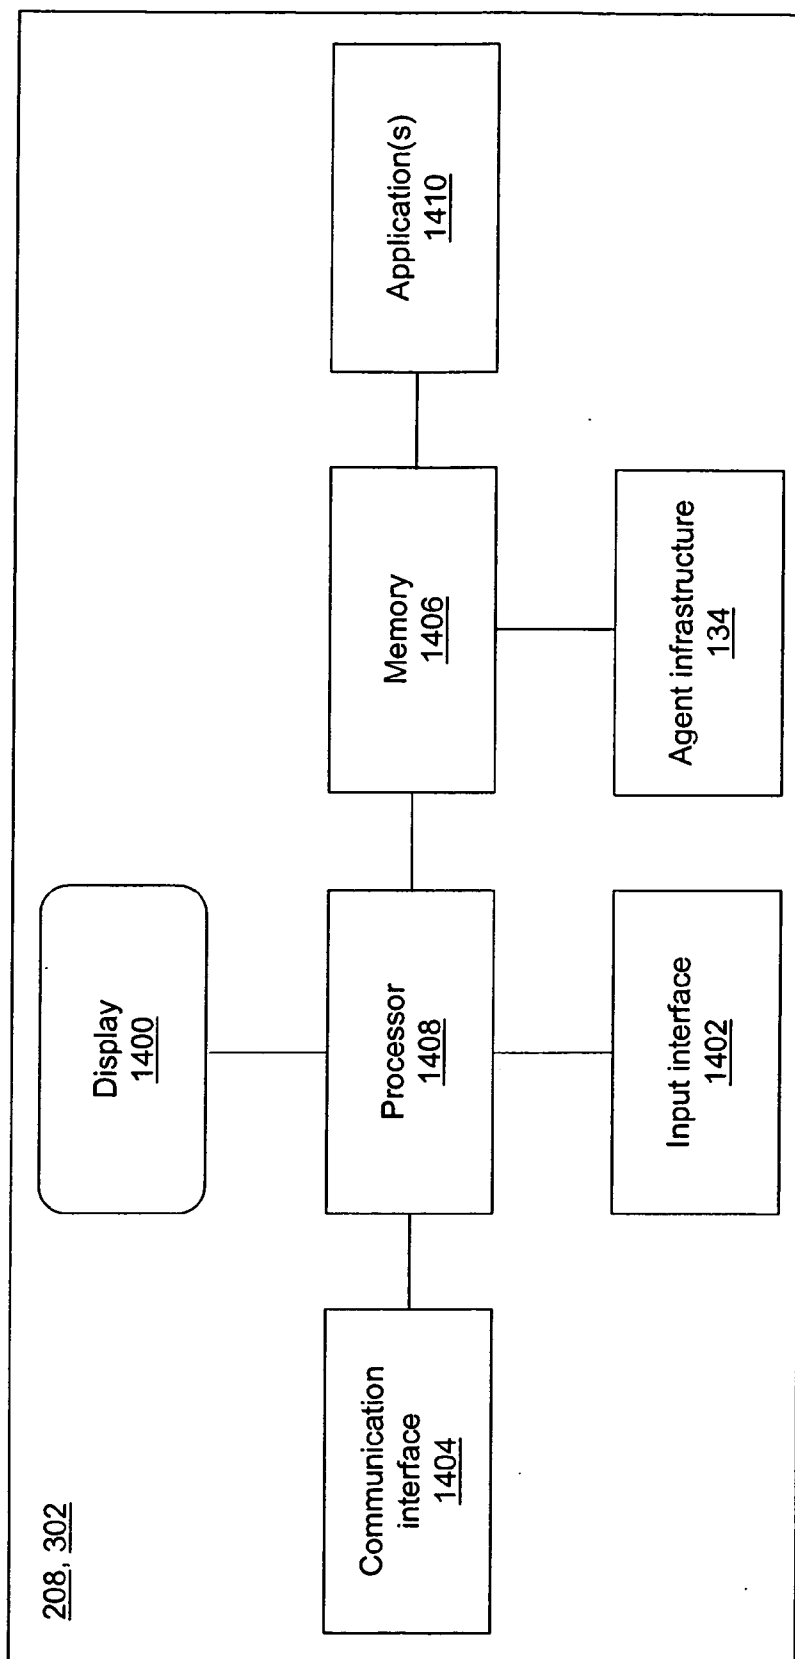 208, 302
Display
1400
Communication
interface
1404
Processor
1408
Memory
1406
Application(s)
1410
Input interface
1402
Agent infrastructure
134